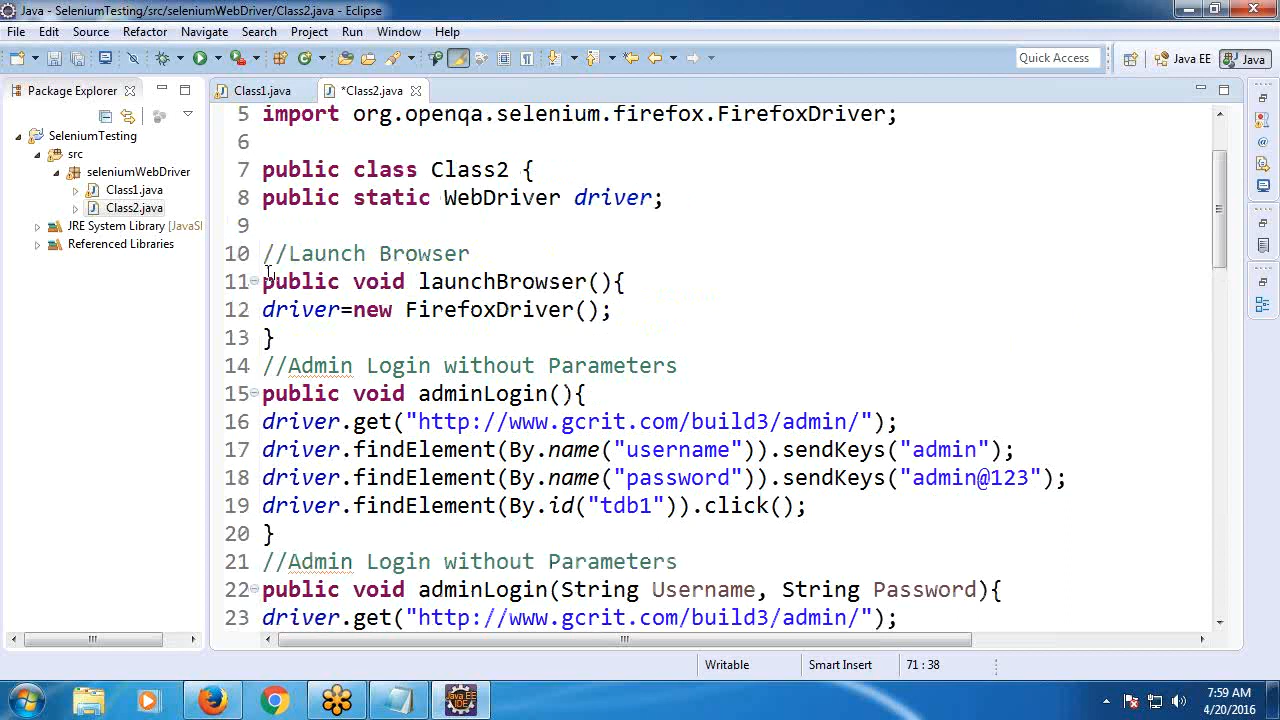 Java - SeleniumTesting/src/seleniumWebDriver/Class2.java - Eclipse
File Edit Source Refactor Navigate Search Project Run Window Help
Quick Access
Java EE
Java
Package Explorer
Class1.java
*Class2.java
SeleniumTesting
src
seleniumWebDriver
Class1.java
Class2.java
JRE System Library [JavaSE
Referenced Libraries
5 import org.openqa.selenium.firefox.FirefoxDriver;
6
7 public class Class2 {
8 public static WebDriver driver;
9
10 //Launch Browser
11 public void launchBrowser(){
12 driver=new FirefoxDriver();
13 }
14 //Admin Login without Parameters
15 public void adminLogin(){
16 driver.get("http://www.gcrit.com/build3/admin/");
17 driver.findElement(By.name("username")).sendKeys("admin");
18 driver.findElement(By.name("password")).sendKeys("admin@123");
19 driver.findElement(By.id("tdb1")).click();
20 }
21 //Admin Login without Parameters
22 public void adminLogin(String Username, String Password){
23 driver.get("http://www.gcrit.com/build3/admin/");
Writable
Smart Insert
71 : 38
Java EE
IDE
7:59 AM
4/20/2016